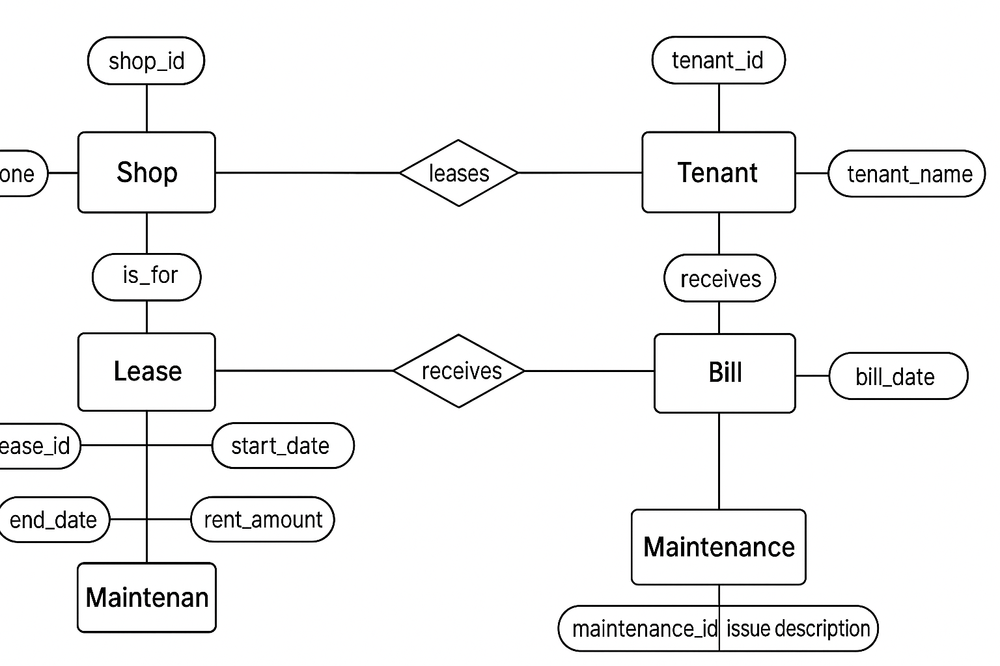 shop_id
tenant_id
one
Shop
leases
Tenant
tenant_name
is_for
receives
Lease
receives
Bill
bill_date
ease_id
start_date
end_date
rent_amount
Maintenance
Maintenan
maintenance_id issue description